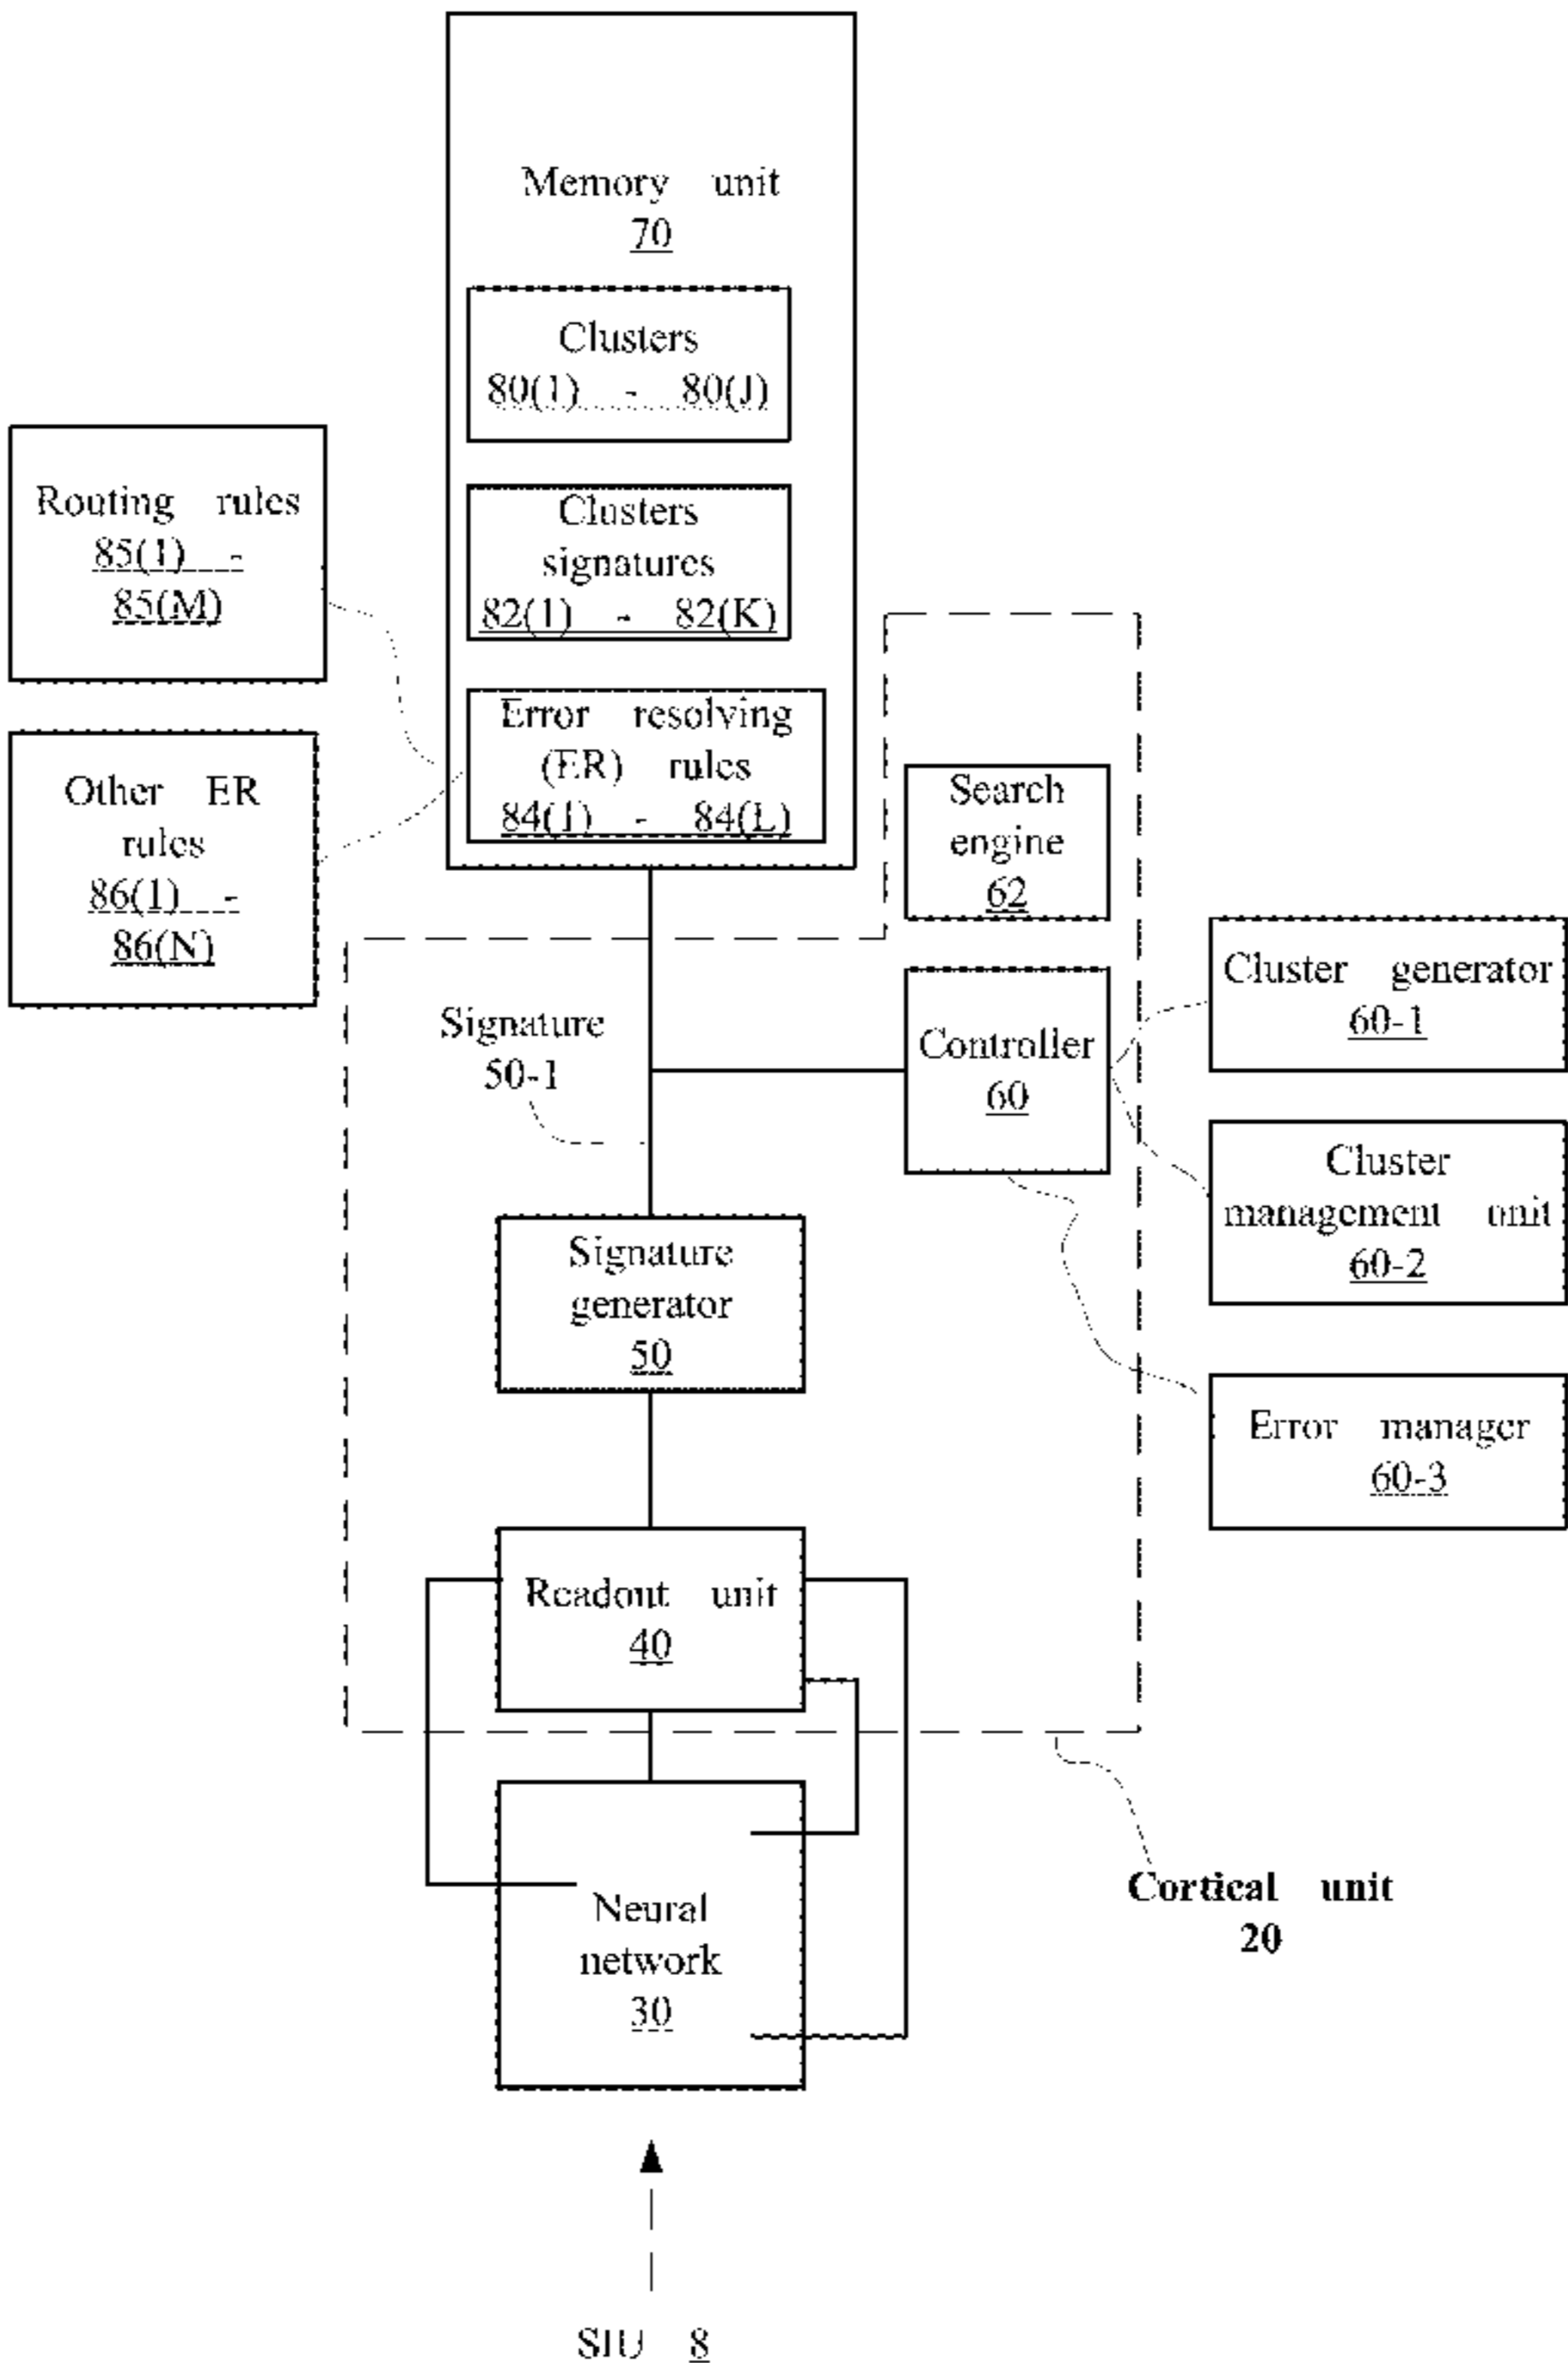 Memory unit
70
Clusters
80(1) - 80(J)
Clusters
signatures
82(1) - 82(K)
Error resolving
(ER) rules
84(1) - 84(L)
Routing rules
85(1) -
85(M)
Other ER
rules
86(1) -
86(N)
Search
engine
62
Signature
50-1
Controller
60
Cluster generator
60-1
Cluster
management unit
60-2
Signature
generator
50
Error manager
60-3
Readout unit
40
Cortical unit
20
Neural
network
30
SIU 8